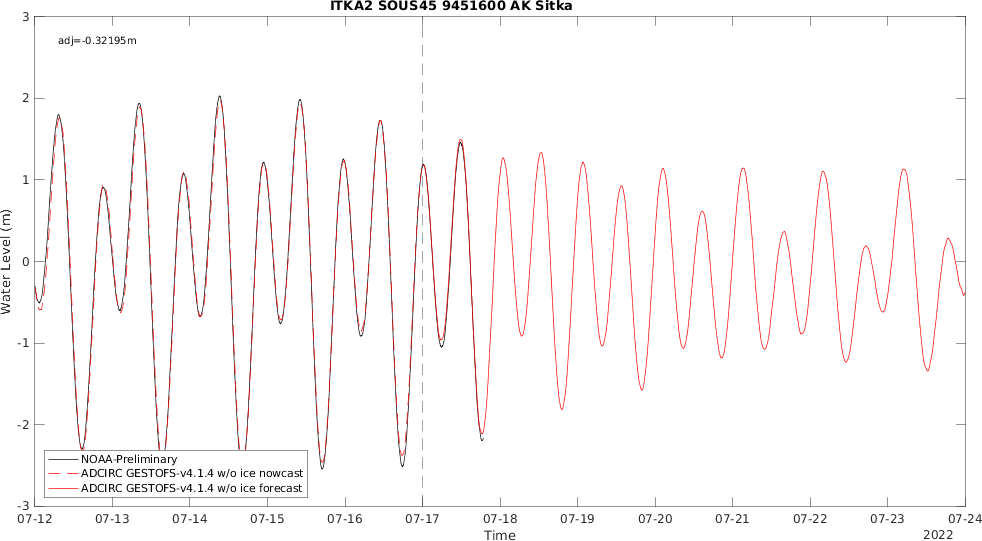 ITKA2 SOUS45 9451600 AK Sitka
adj=-0.32195m
Water Level (m)
3
2
1
0
-1
-2
-3
NOAA-Preliminary
ADCIRC GESTOFS-v4.1.4 w/o ice nowcast
ADCIRC GESTOFS-v4.1.4 w/o ice forecast
07-12 07-13 07-14 07-15 07-16 07-17 07-18 07-19 07-20 07-21 07-22 07-23 07-24
Time
2022